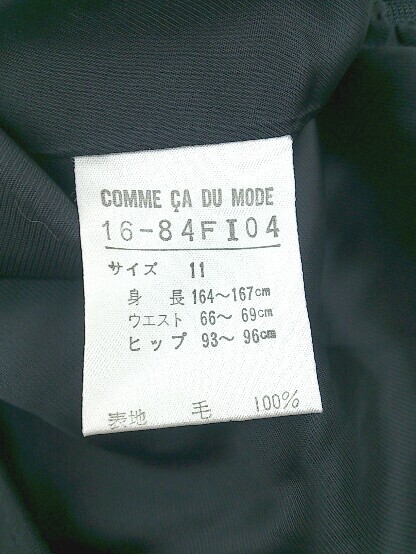 COMME ÇA DU MODE
16-84FI04
サイズ 11
身長 164〜167cm
ウエスト 66〜 69cm
ヒップ 93〜 96cm
表地 毛 100%